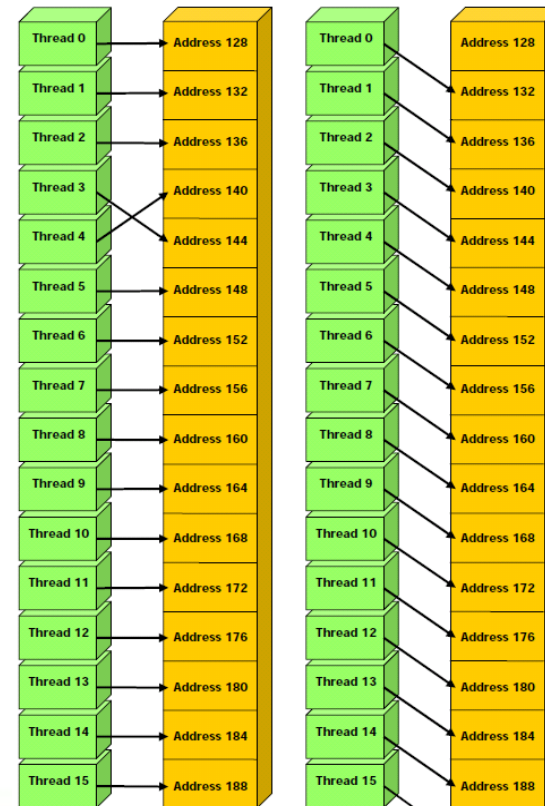 Thread 0
Address 128
Thread 1
Address 132
Thread 2
Address 136
Thread 3
Address 140
Thread 4
Address 144
Thread 5
Address 148
Thread 6
Address 152
Thread 7
Address 156
Thread 8
Address 160
Thread 9
Address 164
Thread 10
Address 168
Thread 11
Address 172
Thread 12
Address 176
Thread 13
Address 180
Thread 14
Address 184
Thread 15
Address 188
Thread 0
Address 128
Thread 1
Address 132
Thread 2
Address 136
Thread 3
Address 140
Thread 4
Address 144
Thread 5
Address 148
Thread 6
Address 152
Thread 7
Address 156
Thread 8
Address 160
Thread 9
Address 164
Thread 10
Address 168
Thread 11
Address 172
Thread 12
Address 176
Thread 13
Address 180
Thread 14
Address 184
Thread 15
Address 188